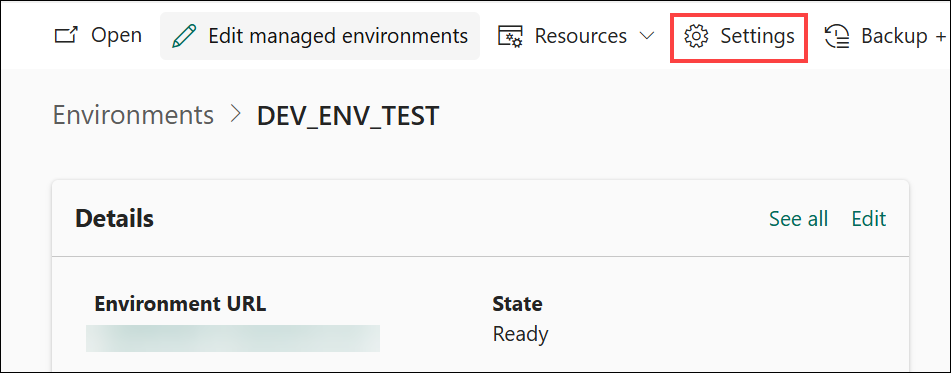 Open Edit managed environments Resources Settings Backup +
Environments > DEV_ENV_TEST
Details See all Edit
Environment URL State
Ready